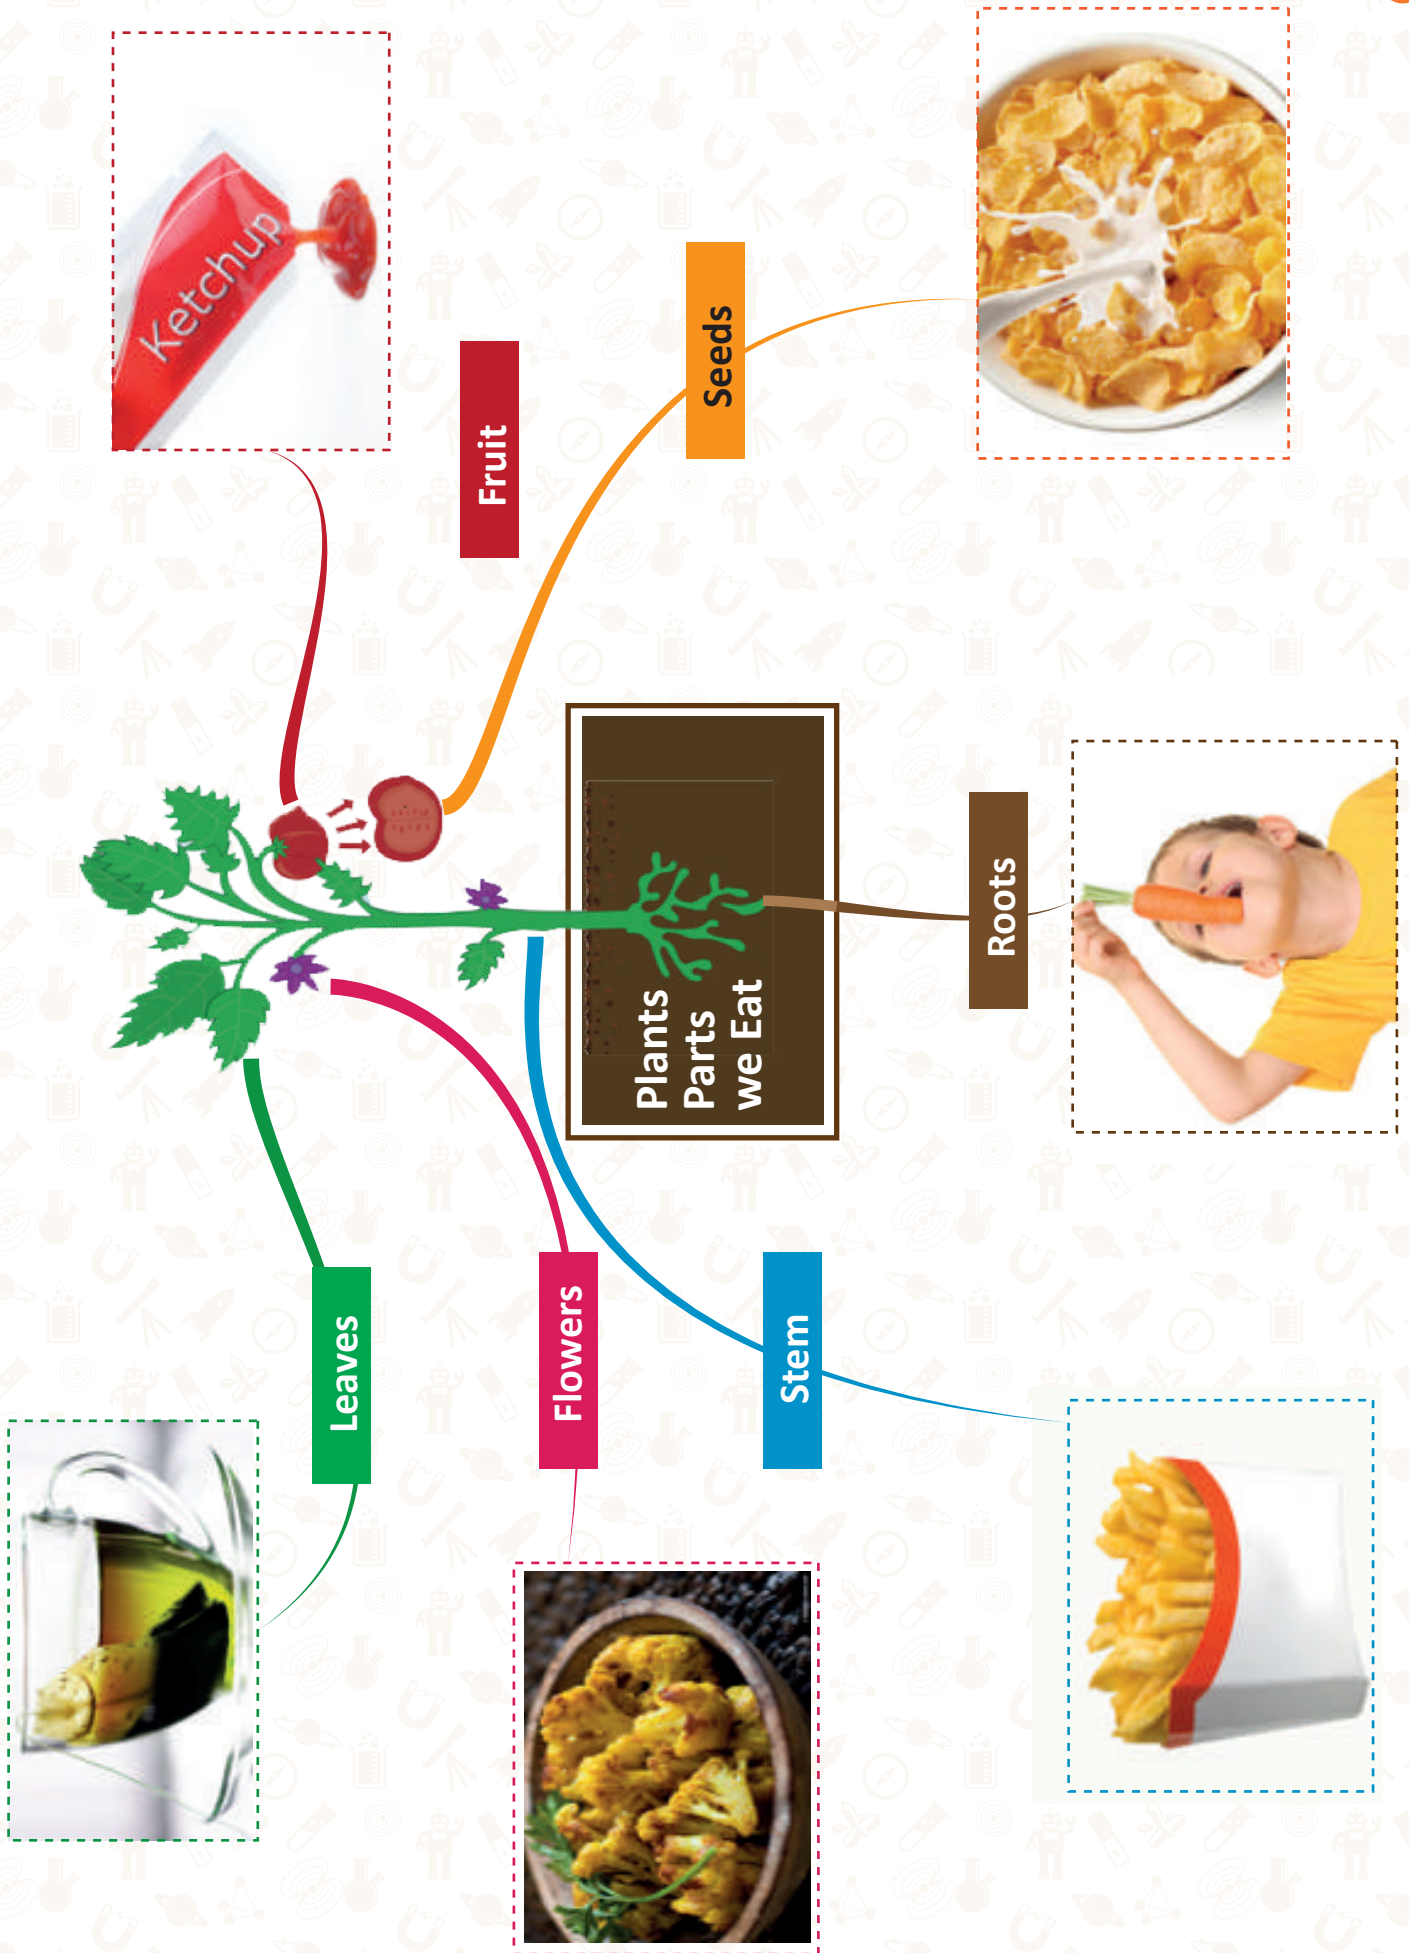 Ketchup
Fruit
Seeds
Plants
Parts
we Eat
Roots
Leaves
Flowers
Stem